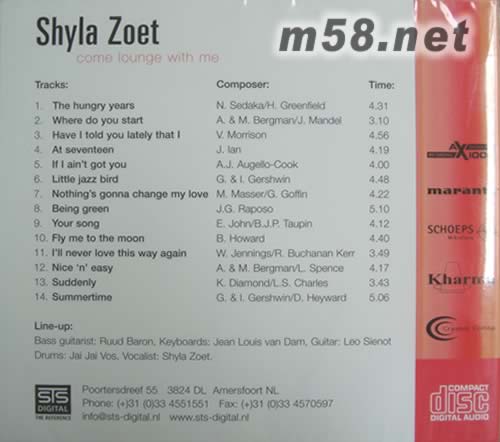 Shyla Zoet
m58.net
come lounge with me
Tracks: Composer: Time:
1. The hungry years N. Sedaka/H. Greenfield 4.31
2. Where do you start A. & M. Bergman/J. Mandel 3.10
3. Have I told you lately that I V. Morrison 4.56
4. At seventeen J. Ian 4.19
5. If I ain't got you A.J. Augello-Cook 4.00
6. Little jazz bird G. & I. Gershwin 4.48
7. Nothing's gonna change my love M. Masser/G. Goffin 4.22
8. Being green J.G. Raposo 5.10
9. Your song E. John/B.J.P. Taupin 4.12
10. Fly me to the moon B. Howard 4.40
11. I'll never love this way again W. Jennings/R. Buchanan Kerr 3.49
12. Nice 'n' easy A. & M. Bergman/L. Spence 4.17
13. Suddenly K. Diamond/L.S. Charles 3.43
14. Summertime G. & I. Gershwin/D. Heyward 5.06
Line-up:
Bass guitarist: Ruud Baron, Keyboards: Jean Louis van Dam, Guitar: Leo Sienot
Drums: Jai Jai Vos. Vocalist: Shyla Zoet.
STS
DIGITAL
THE REFERENCE
Poortersdreef 55 3824 DL Amersfoort NL
Phone: (+)31 (0)33 4551551 Fax: (+)31 (0)33 4570597
info@sts-digital.nl www.sts-digital.nl
marant
SCHOEPS
Kharma
COMPACT
disc
DIGITAL AUDIO